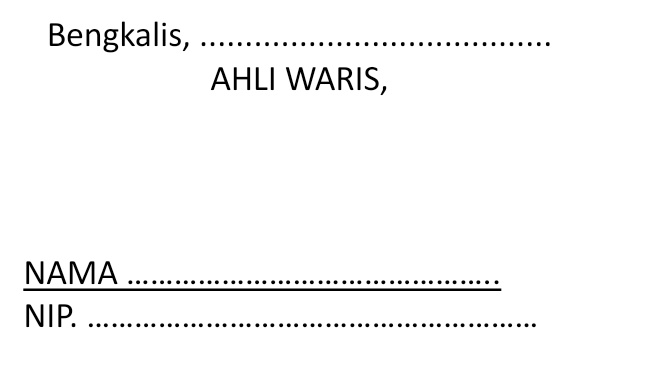 Bengkalis, .......................................
AHLI WARIS,
NAMA ………………………………………..
NIP. …………………………………………………